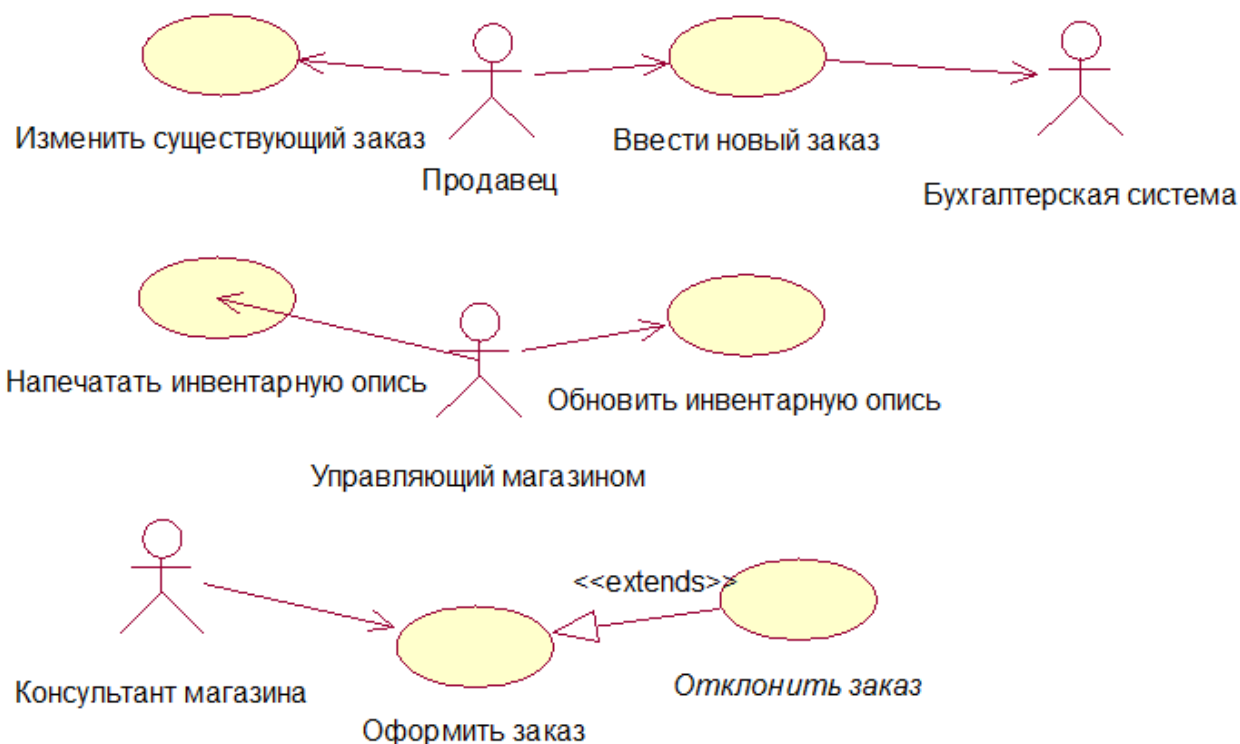 Изменить существующий заказ
Продавец
Ввести новый заказ
Бухгалтерская система
Напечатать инвентарную опись
Управляющий магазином
Обновить инвентарную опись
Консультант магазина
Оформить заказ
<<extends>>
Отклонить заказ